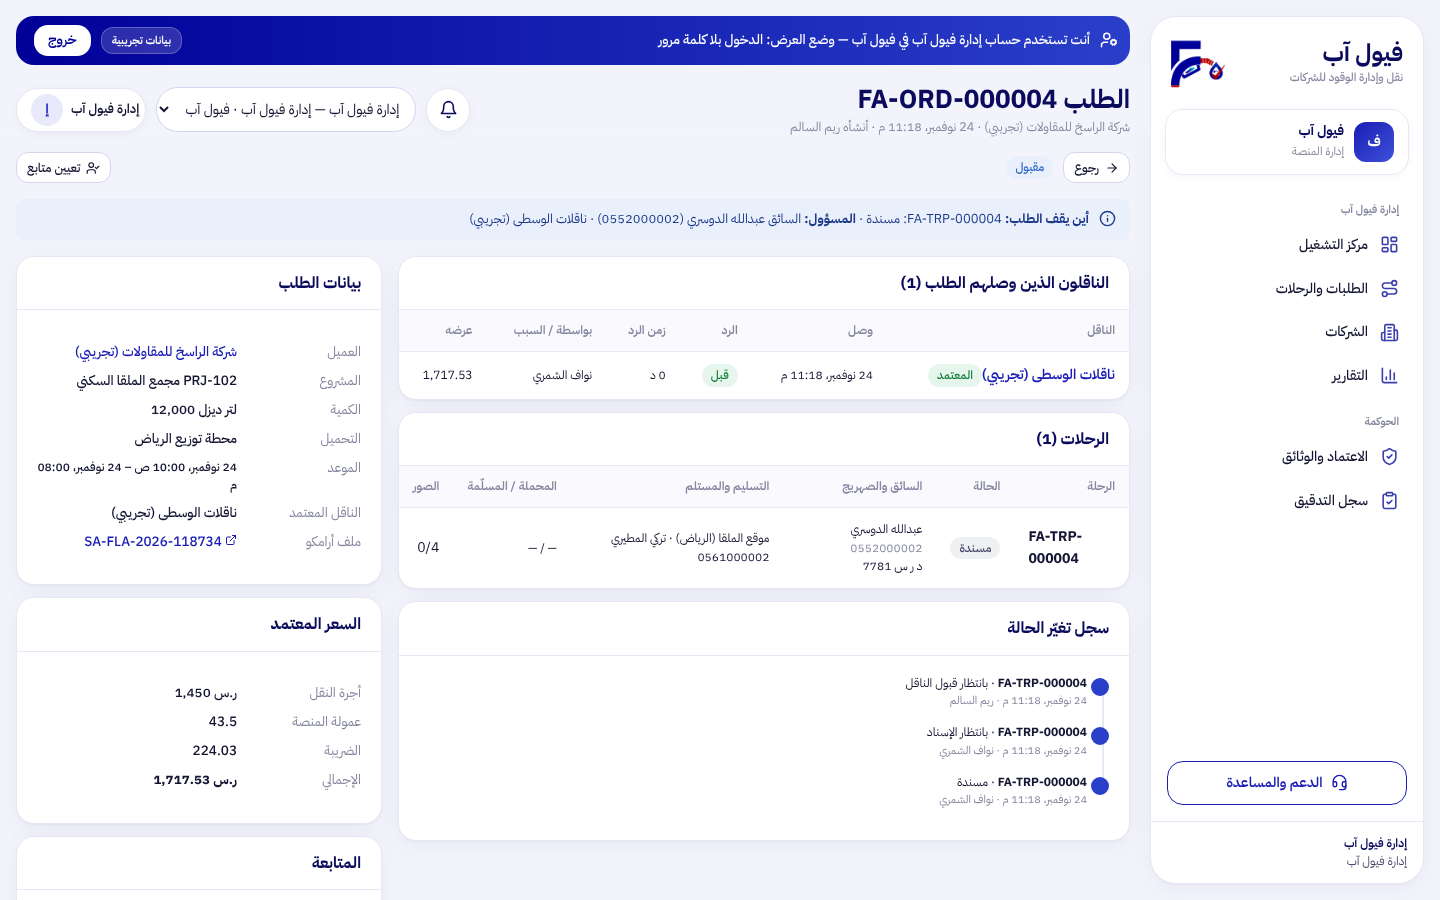 أنت تستخدم حساب إدارة فيول آب في فيول آب — وضع العرض: الدخول بلا كلمة مرور
بيانات تجريبية
خروج
فيول آب
نقل وإدارة الوقود للشركات
ف
فيول آب
إدارة المنصة
إدارة فيول آب
مركز التشغيل
الطلبات والرحلات
الشركات
التقارير
الحوكمة
الاعتماد والوثائق
سجل التدقيق
الدعم والمساعدة
إدارة فيول آب
إدارة فيول آب
الطلب FA-ORD-000004
شركة الراسخ للمقاولات (تجريبي) · 24 نوفمبر، 11:18 م · أنشأه ريم السالم
إدارة فيول آب — إدارة فيول آب · فيول آب
إدارة فيول آب
إ
رجوع
مقبول
تعيين متابع
أين يقف الطلب: FA-TRP-000004: مسندة · المسؤول: السائق عبدالله الدوسري (0552000002) · ناقلات الوسطى (تجريبي)
الناقلون الذين وصلهم الطلب (1)
الناقل وصل الرد زمن الرد بواسطة / السبب عرضه
ناقلات الوسطى (تجريبي) المعتمد 24 نوفمبر، 11:18 م قبل 0 د نواف الشمري 1,717.53
الرحلات (1)
الرحلة الحالة السائق والصهريج التسليم والمستلم المحملة / المسلّمة الصور
FA-TRP-000004 مسندة عبدالله الدوسري 0552000002 د ر س 7781 موقع الملقا (الرياض) · تركي المطيري 0561000002 — / — 0/4
سجل تغيّر الحالة
FA-TRP-000004 · بانتظار قبول الناقل
24 نوفمبر، 11:18 م · ريم السالم
FA-TRP-000004 · بانتظار الإسناد
24 نوفمبر، 11:18 م · نواف الشمري
FA-TRP-000004 · مسندة
24 نوفمبر، 11:18 م · نواف الشمري
بيانات الطلب
العميل شركة الراسخ للمقاولات (تجريبي)
المشروع PRJ-102 مجمع الملقا السكني
الكمية 12,000 لتر ديزل
التحميل محطة توزيع الرياض
الموعد 24 نوفمبر، 10:00 ص – 24 نوفمبر، 08:00 م
الناقل المعتمد ناقلات الوسطى (تجريبي)
ملف أرامكو SA-FLA-2026-118734
السعر المعتمد
أجرة النقل 1,450 ر.س
عمولة المنصة 43.5
الضريبة 224.03
الإجمالي 1,717.53 ر.س
المتابعة